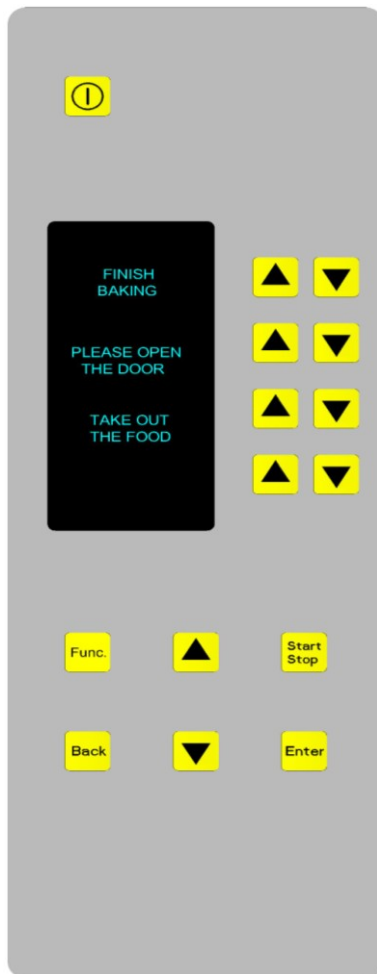 FINISH
BAKING
PLEASE OPEN
THE DOOR
TAKE OUT
THE FOOD
Func.
Start
Stop
Back
Enter